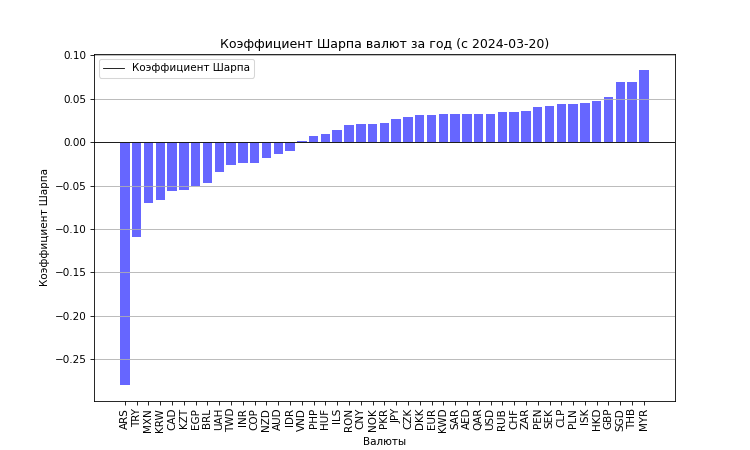 Коэффициент Шарпа валют за год (с 2024-03-20)
Коэффициент Шарпа
0.10
0.05
0.00
−0.05
−0.10
−0.15
−0.20
−0.25
Коэффициент Шарпа
ARS TRY MXN KRW CAD KZT EGP BRL UAH TWD INR COP NZD AUD IDR VND PHP HUF ILS RON CNY NOK PKR JPY CZK DKK EUR KWD SAR AED QAR USD RUB CHF ZAR PEN SEK CLP PLN ISK HKD GBP SGD THB MYR
Валюты